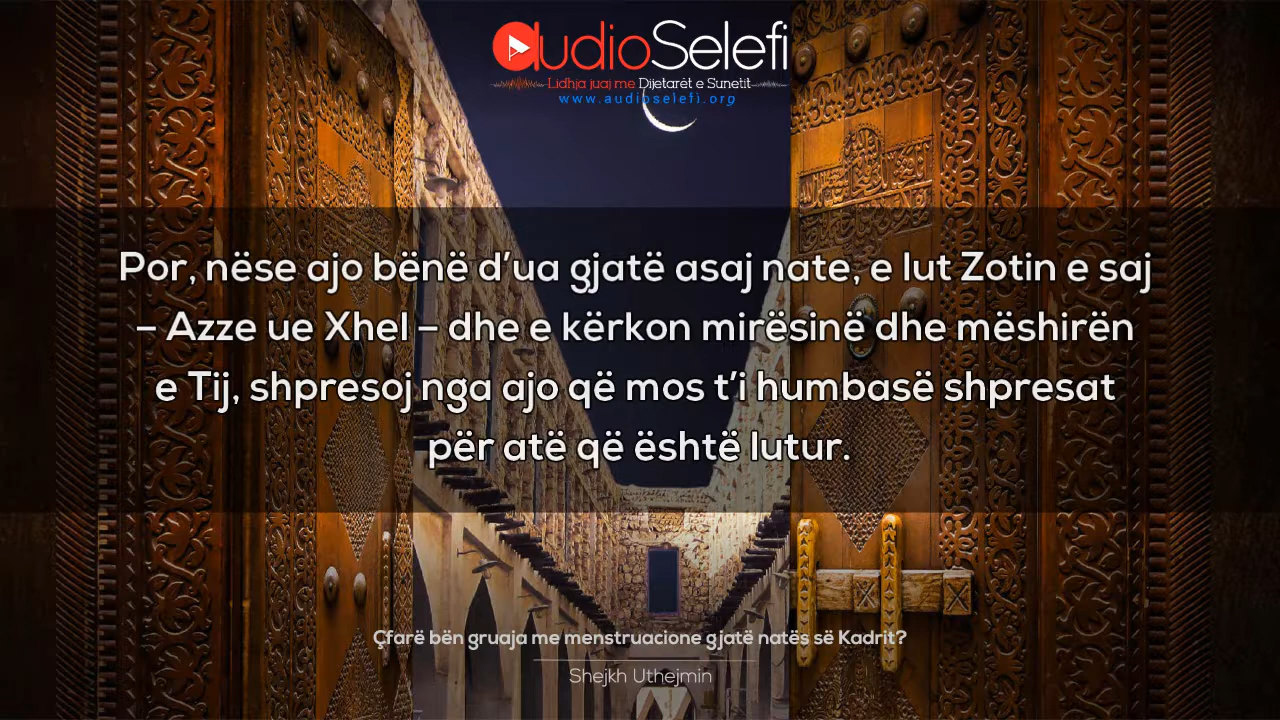 audioSelefi
Lidhja juaj me Dijetarët e Sunetit
www.audioselefi.org
Por, nëse ajo bënë d’ua gjatë asaj nate, e lut Zotin e saj
– Azze ue Xhel – dhe e kërkon mirësinë dhe mëshirën
e Tij, shpresoj nga ajo që mos t’i humbasë shpresat
për atë që është lutur.
Çfarë bën gruaja me menstruacione gjatë natës së Kadrit?
Shejkh Uthejmin